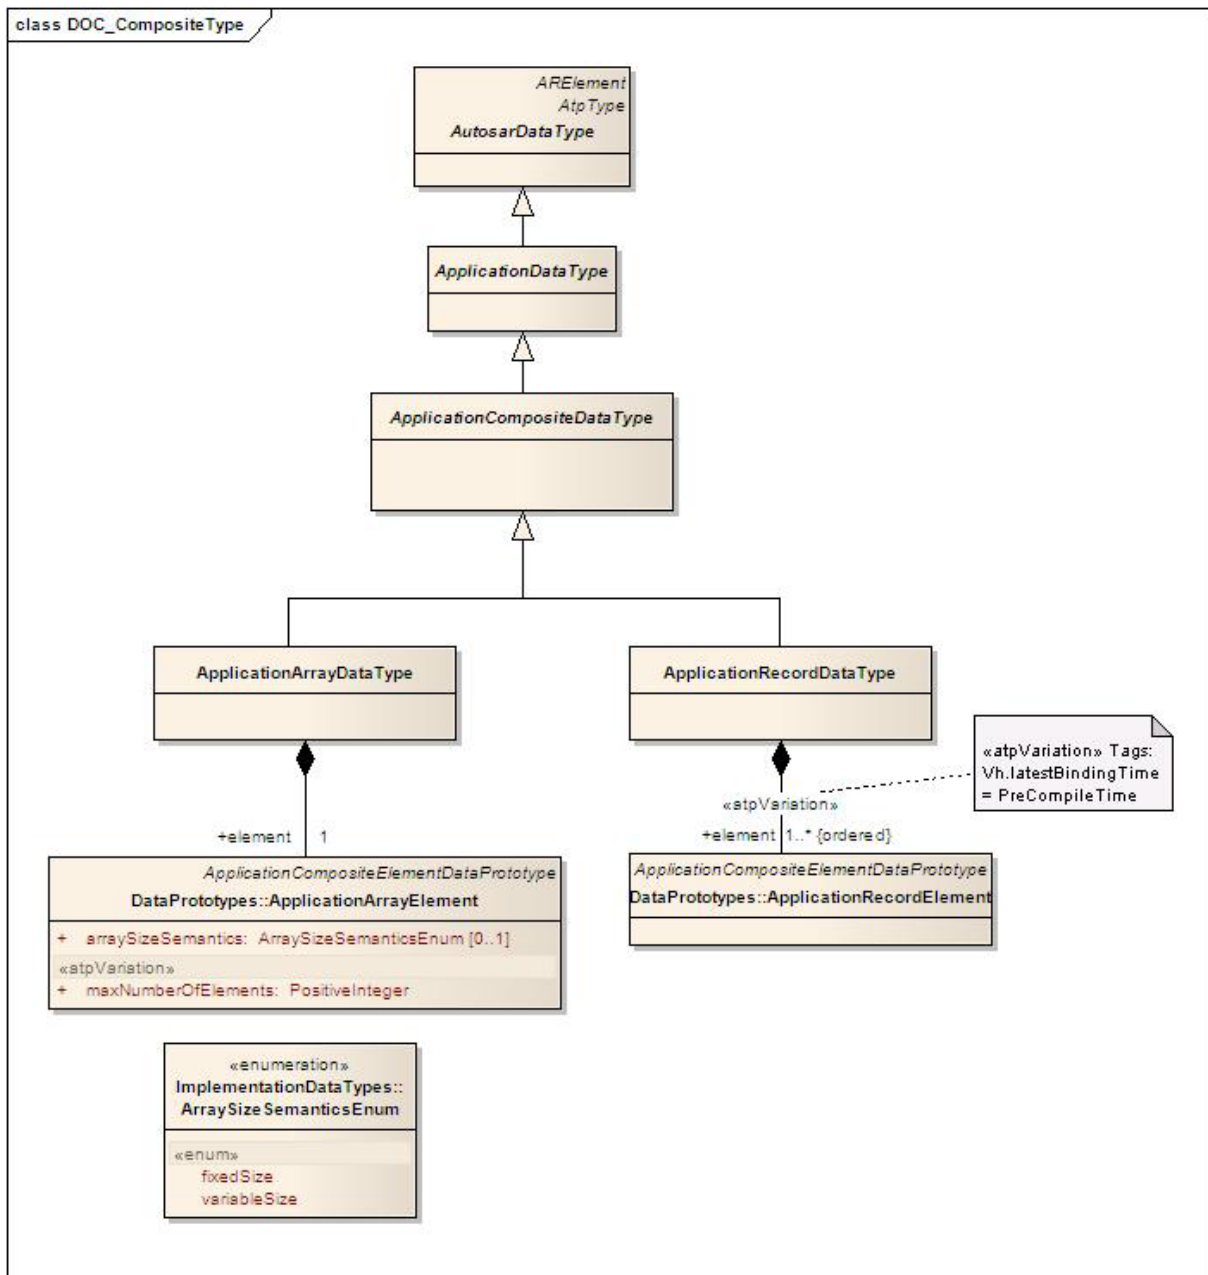 class DOC_CompositeType
ARElement
AtpType
AutosarDataType
ApplicationDataType
ApplicationCompositeDataType
ApplicationArrayDataType
ApplicationRecordDataType
«atpVariation» Tags:
Vh.latestBindingTime
= PreCompileTime
«atpVariation»
+element 1
+element 1..* {ordered}
ApplicationCompositeElementDataPrototype
DataPrototypes::ApplicationArrayElement
+ arraySizeSemantics: ArraySizeSemanticsEnum [0..1]
«atpVariation»
+ maxNumberOfElements: PositiveInteger
ApplicationCompositeElementDataPrototype
DataPrototypes::ApplicationRecordElement
«enumeration»
ImplementationDataTypes::
ArraySizeSemanticsEnum
«enum»
fixedSize
variableSize